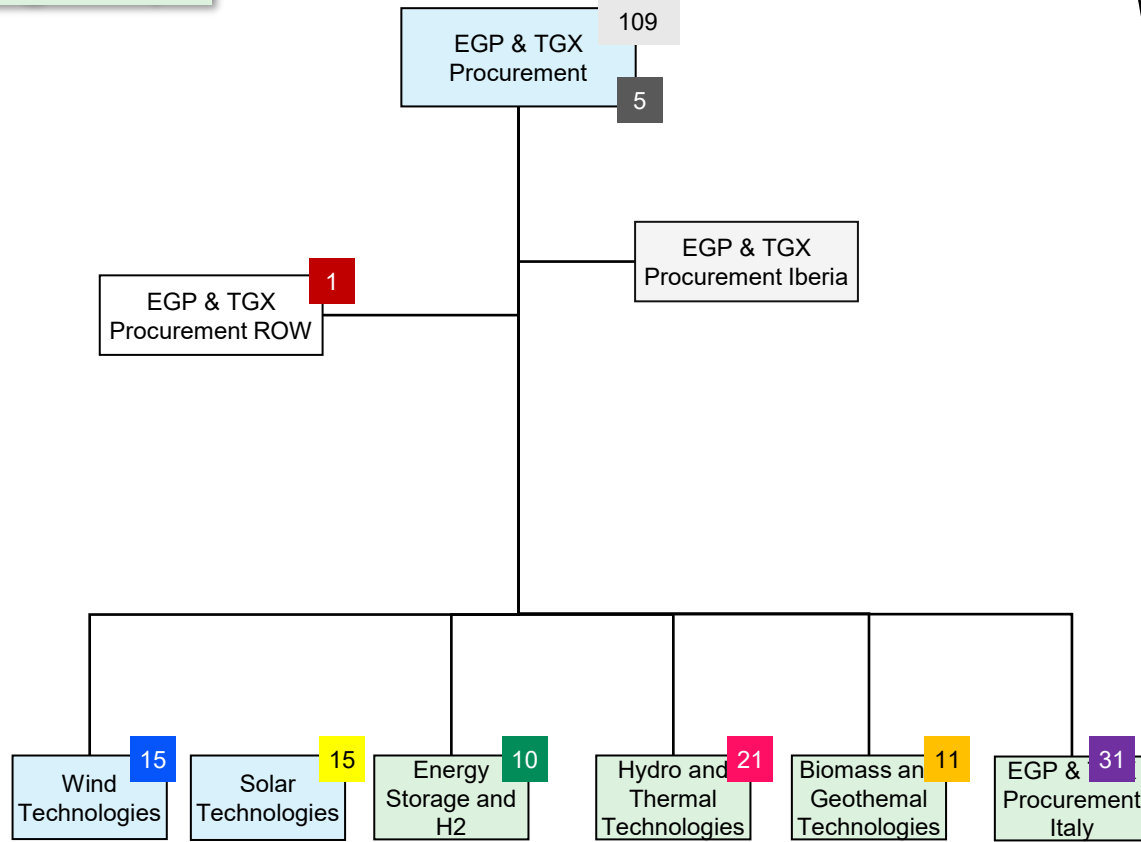 109
EGP & TGX
Procurement
5
EGP & TGX
Procurement Iberia
1
EGP & TGX
Procurement ROW
15
Wind
Technologies
15
Solar
Technologies
10
Energy
Storage and
H2
21
Hydro and
Thermal
Technologies
11
Biomass an
Geothemal
Technologies
31
EGP &
Procurement
Italy